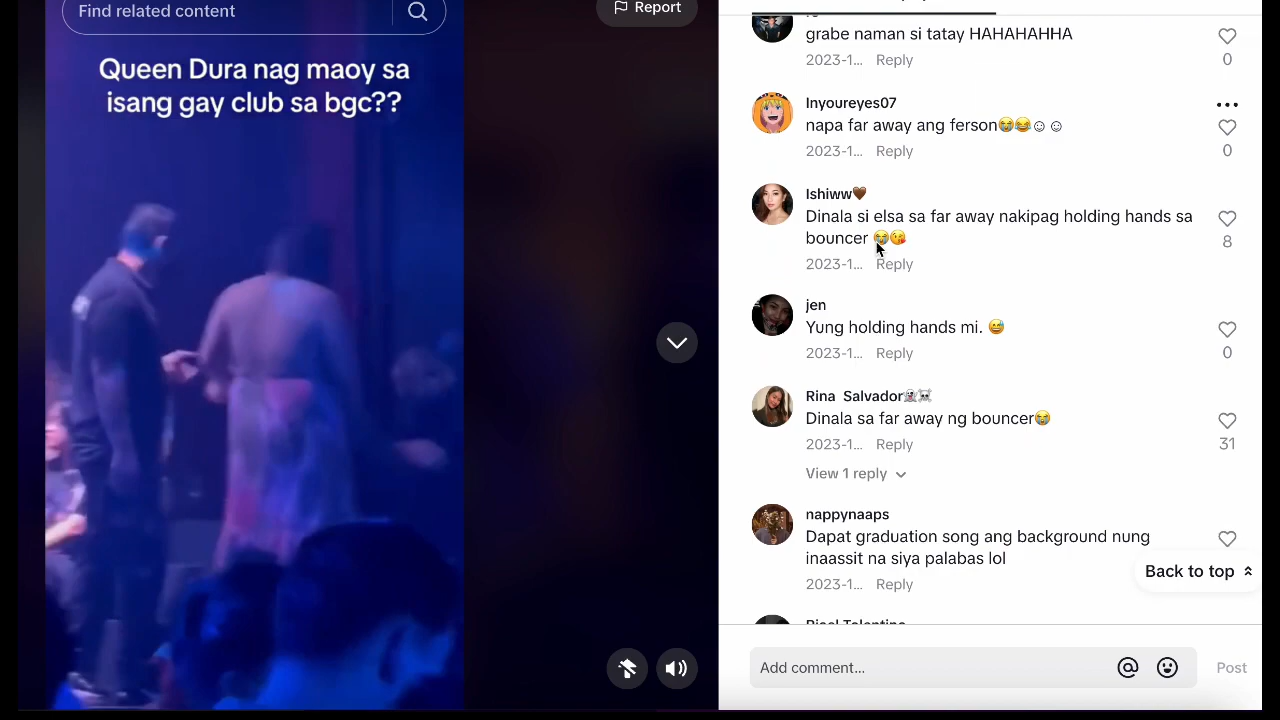 Find related content
Report
Queen Dura nag maoy sa
isang gay club sa bgc??
grabe naman si tatay HAHAHAHHA
2023-1... Reply
0
Inyoureyes07
napa far away ang ferson😭😂☺☺
2023-1... Reply
0
Ishiww🤎
Dinala si elsa sa far away nakipag holding hands sa
bouncer 😭😘
2023-1... Reply
8
jen
Yung holding hands mi. 😅
2023-1... Reply
0
Rina Salvador👻☠
Dinala sa far away ng bouncer😭
2023-1... Reply
31
View 1 reply
nappynaaps
Dapat graduation song ang background nung
inaassit na siya palabas lol
2023-1... Reply
Back to top
Add comment...
Post